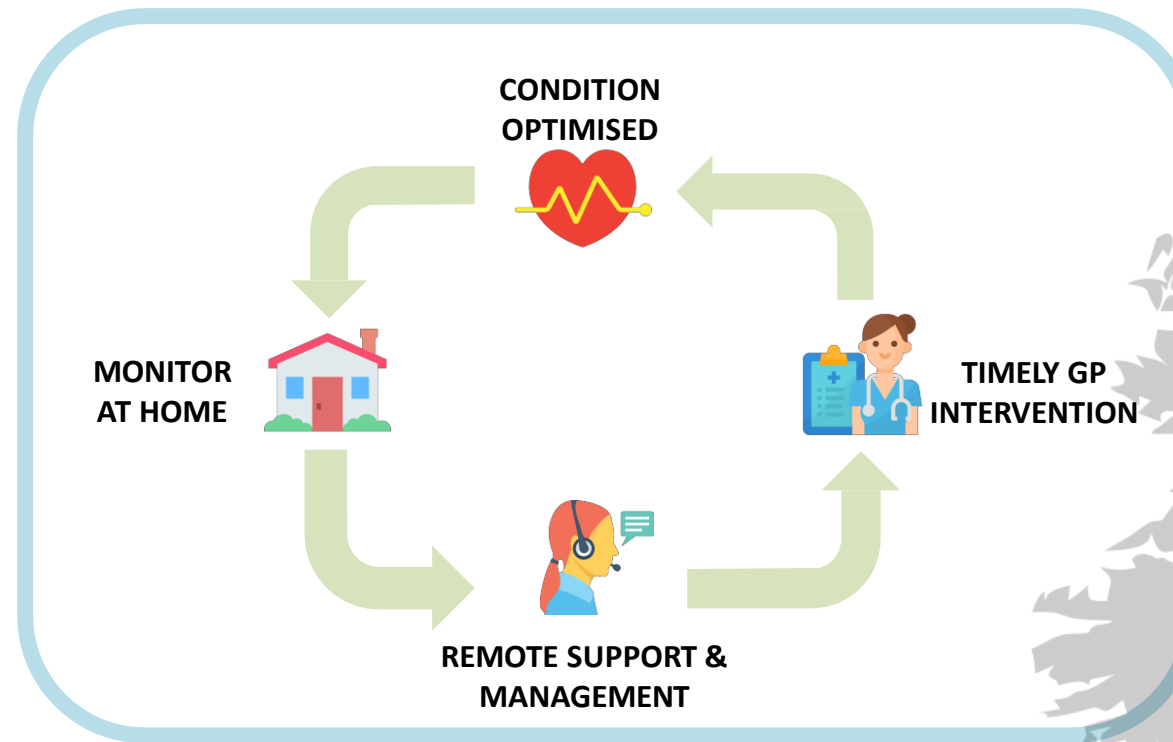 CONDITION
OPTIMISED
MONITOR
AT HOME
TIMELY GP
INTERVENTION
REMOTE SUPPORT &
MANAGEMENT